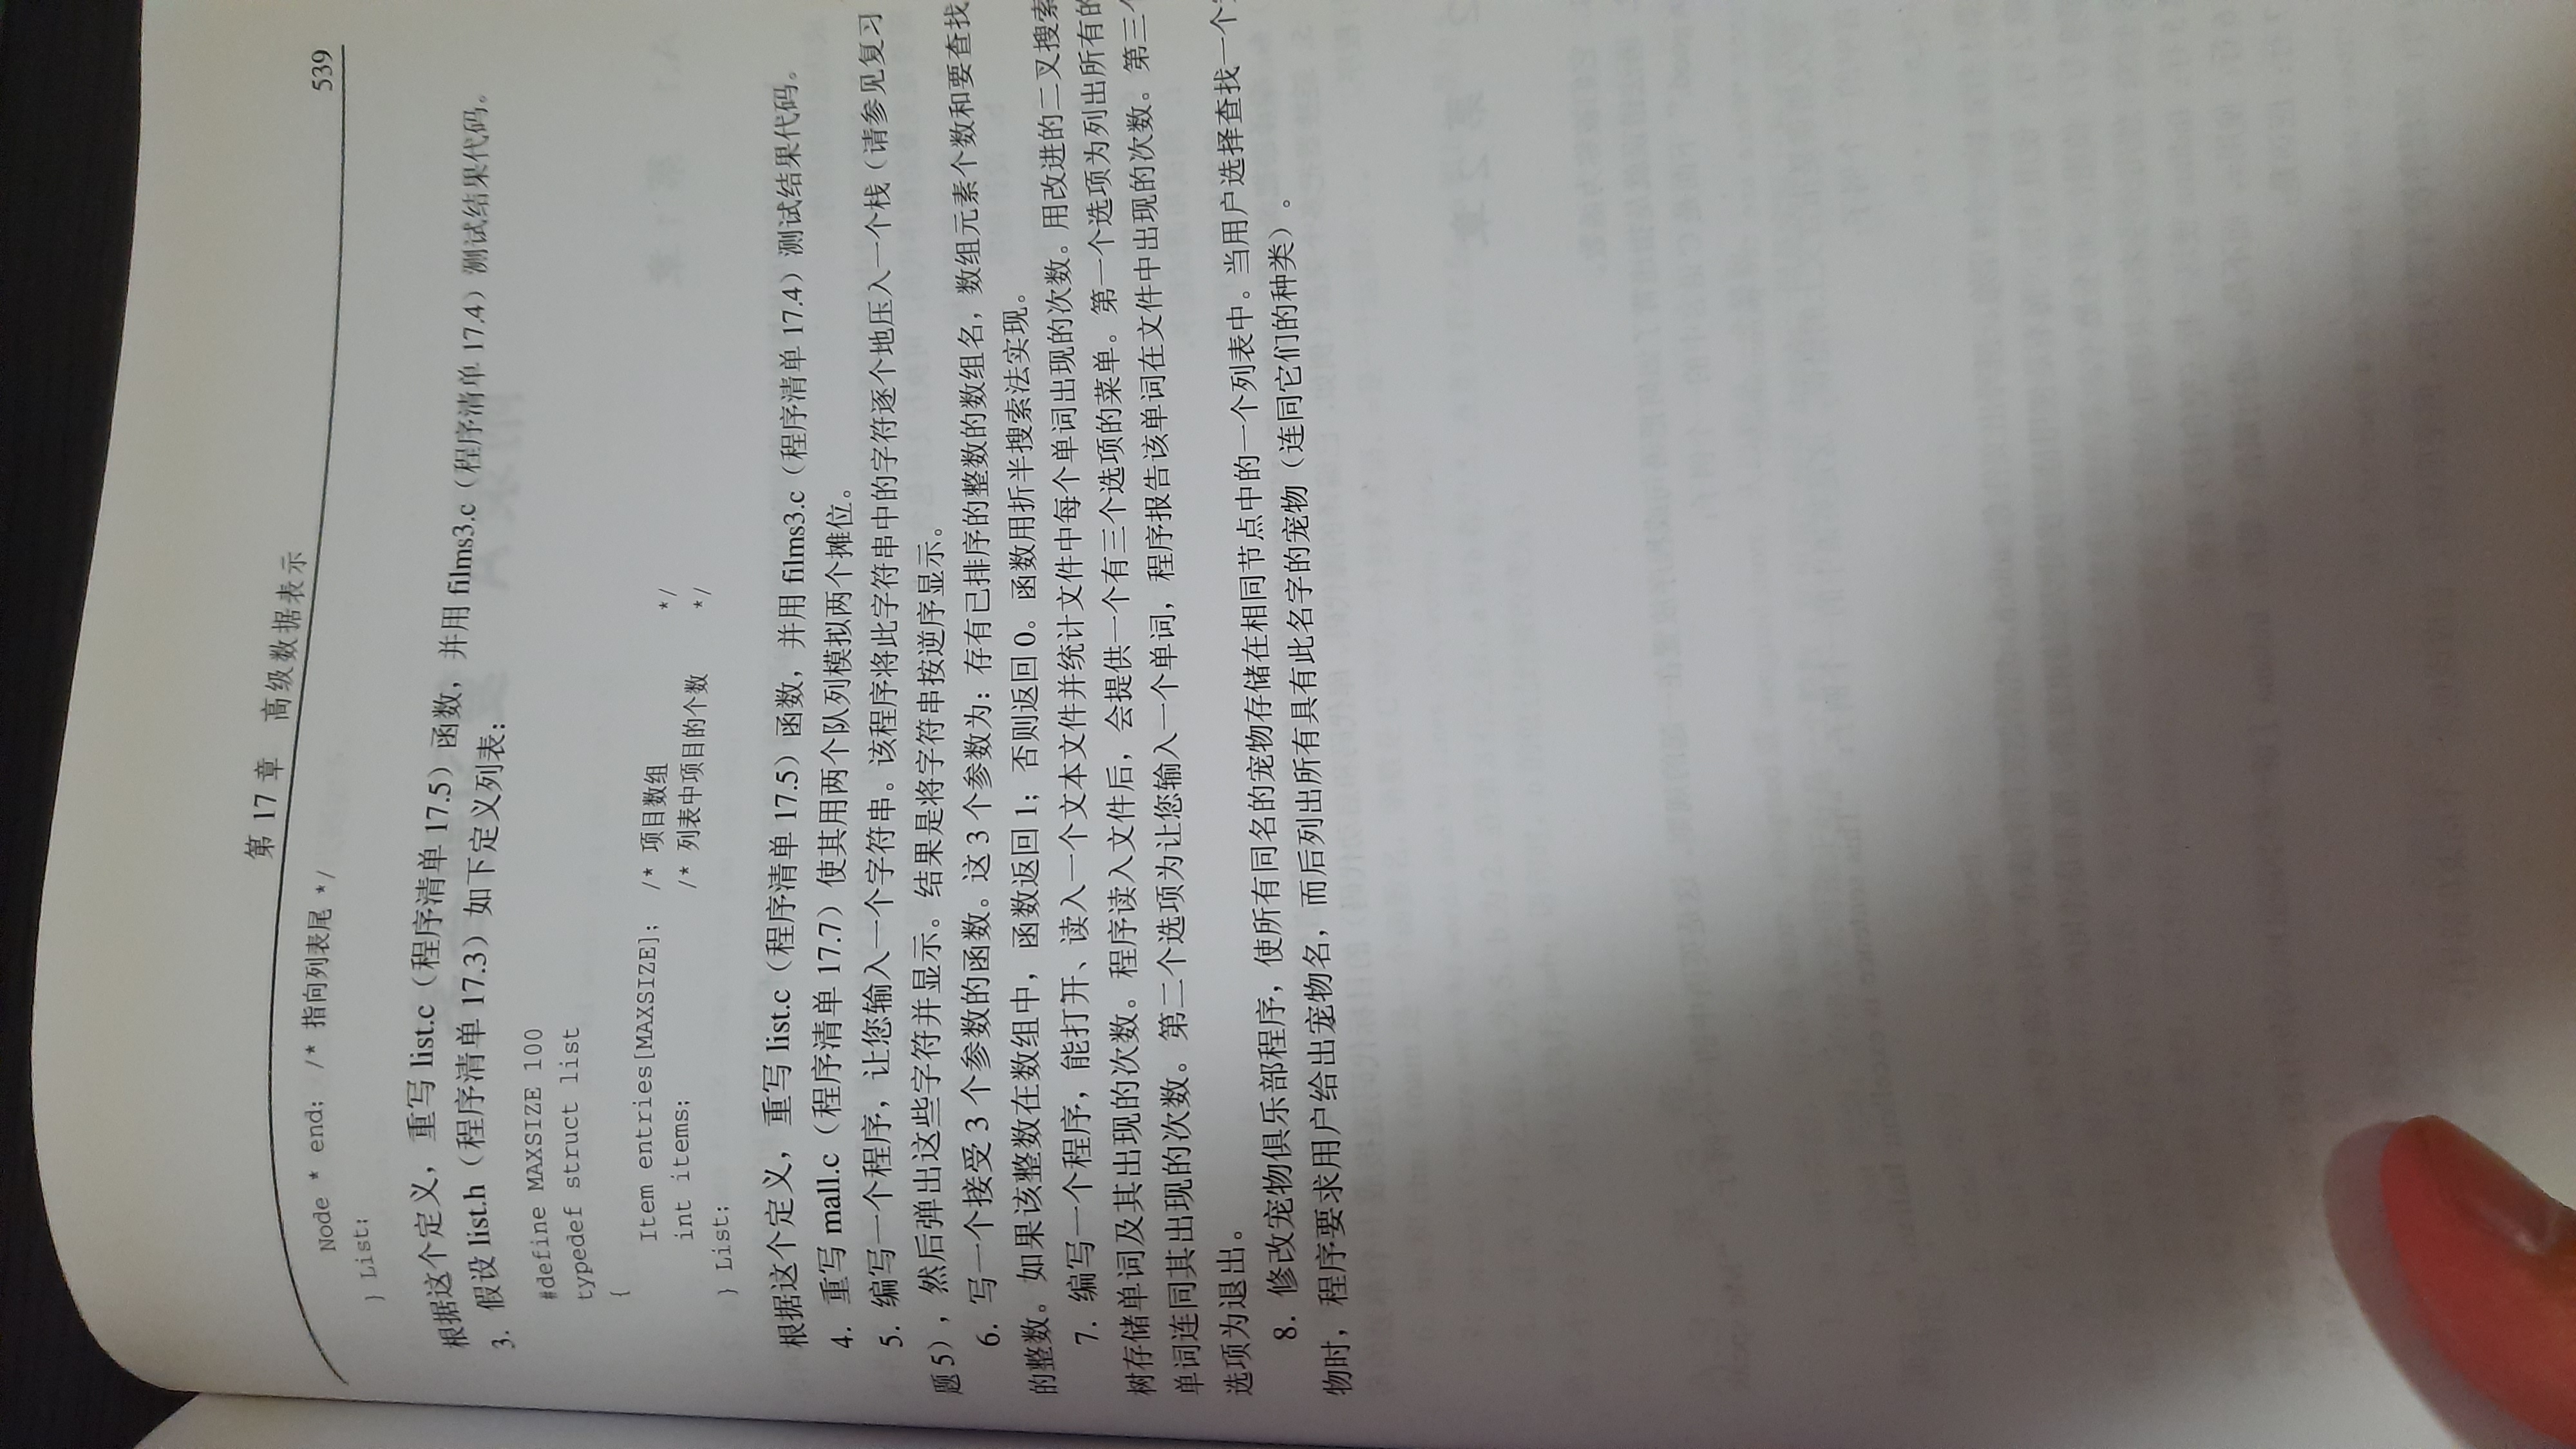 第 17 章 高级数据表示
539
Node * end; /* 指向列表尾 */
} List;
根据这个定义，重写 list.c（程序清单 17.5）函数，并用 films3.c（程序清单 17.4）测试结果代码。
3. 假设 list.h（程序清单 17.3）如下定义列表：
#define MAXSIZE 100
typedef struct list
{
Item entries[MAXSIZE]; /* 项目数组 */
int items; /* 列表中项目的个数 */
} List;
根据这个定义，重写 list.c（程序清单 17.5）函数，并用 films3.c（程序清单 17.4）测试结果代码。
4. 重写 mall.c（程序清单 17.7）使其用两个队列模拟两个摊位。
5. 编写一个程序，让您输入一个字符串。该程序将此字符串中的字符逐个地压入一个栈（请参见复习
题 5），然后弹出这些字符并显示。结果是将字符串按逆序显示。
6. 写一个接受 3 个参数的函数。这 3 个参数为：存有已排序的整数的数组名，数组元素个数和要查找
的整数。如果该整数在数组中，函数返回 1；否则返回 0。函数用折半搜索法实现。
7. 编写一个程序，能打开、读入一个文本文件并统计文件中每个单词出现的次数。用改进的二叉搜索
树存储单词及其出现的次数。程序读入文件后，会提供一个有三个选项的菜单。第一个选项为列出所有的
单词连同其出现的次数。第二个选项为让您输入一个单词，程序报告该单词在文件中出现的次数。第三个
选项为退出。
8. 修改宠物俱乐部程序，使所有同名的宠物存储在相同节点中的一个列表中。当用户选择查找一个
物时，程序要求用户给出宠物名，而后列出所有具有此名字的宠物（连同它们的种类）。